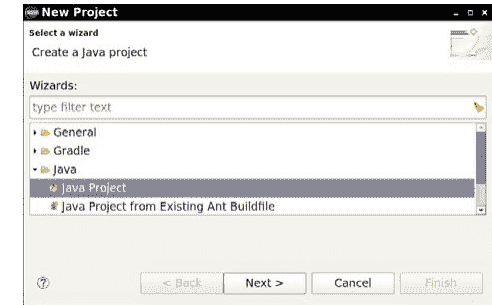 New Project
Select a wizard
Create a Java project
Wizards:
type filter text
General
Gradle
Java
Java Project
Java Project from Existing Ant Buildfile
? < Back Next > Cancel Finish